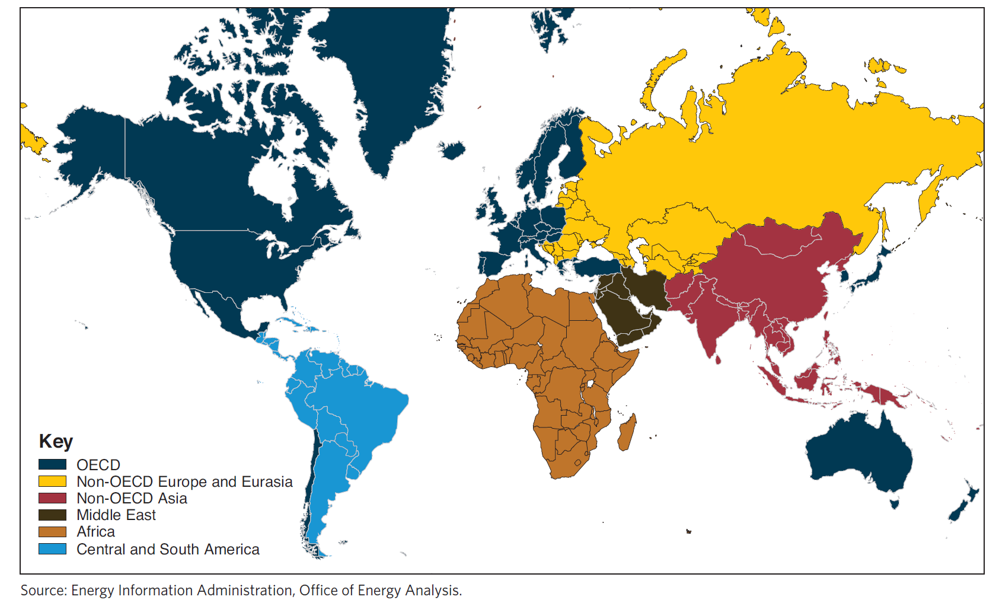 Key
OECD
Non-OECD Europe and Eurasia
Non-OECD Asia
Middle East
Africa
Central and South America
Source: Energy Information Administration, Office of Energy Analysis.